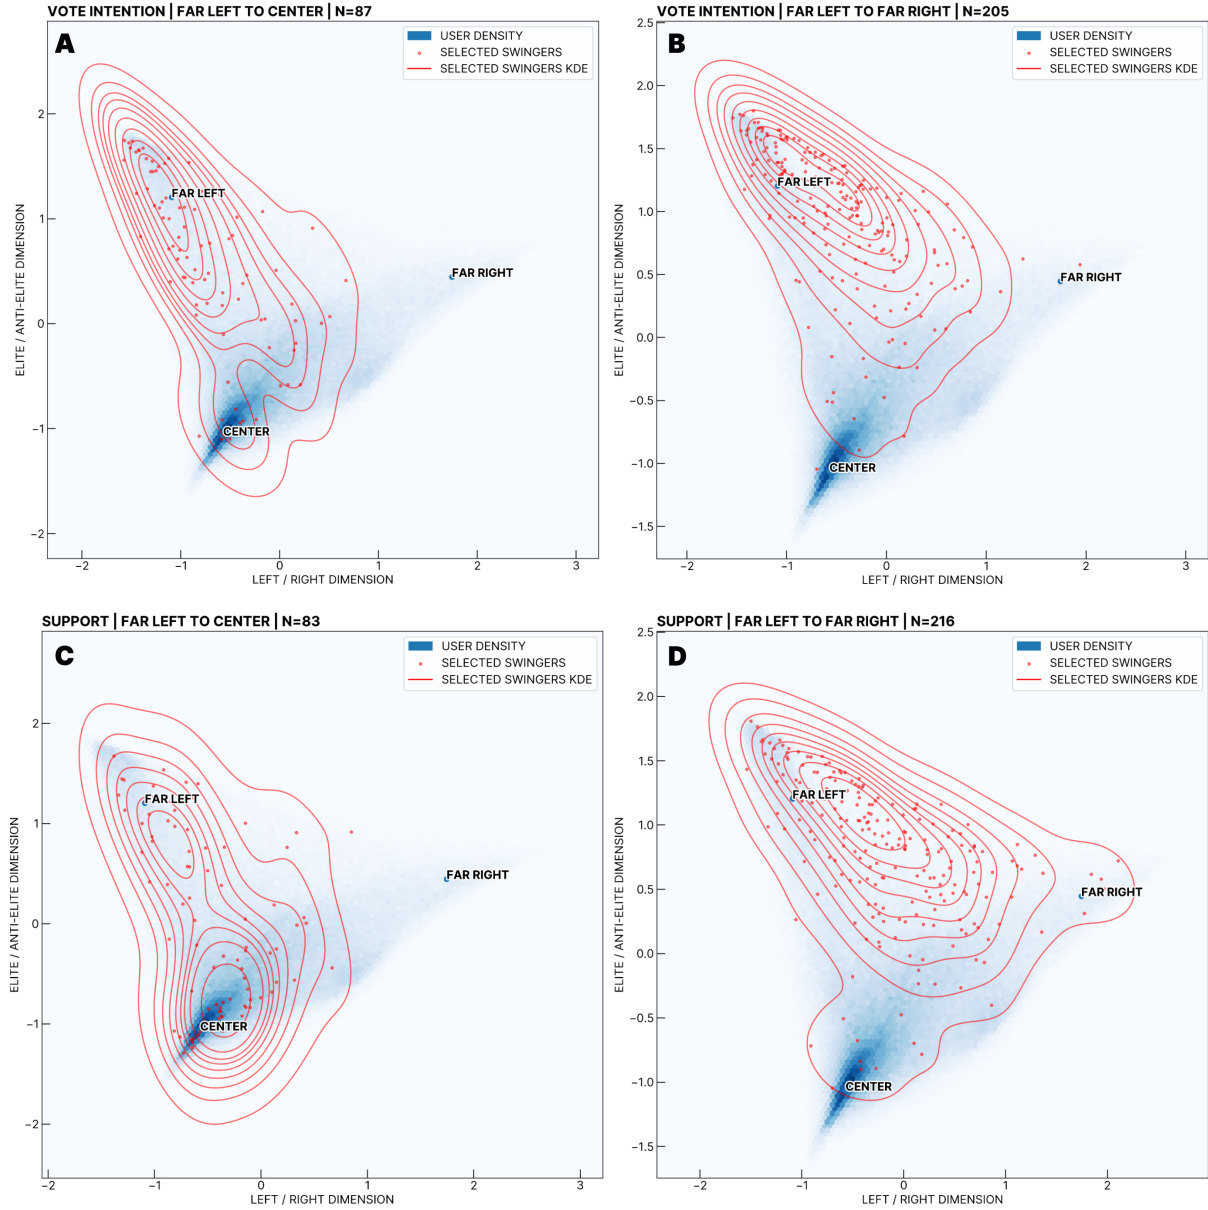 VOTE INTENTION | FAR LEFT TO CENTER | N=87
A
USER DENSITY
SELECTED SWINGERS
SELECTED SWINGERS KDE
FAR LEFT
FAR RIGHT
CENTER
2
1
0
−1
−2
−2
−1
0
1
2
3
ELITE / ANTI-ELITE DIMENSION
LEFT / RIGHT DIMENSION
VOTE INTENTION | FAR LEFT TO FAR RIGHT | N=205
B
USER DENSITY
SELECTED SWINGERS
SELECTED SWINGERS KDE
FAR LEFT
FAR RIGHT
CENTER
2.5
2.0
1.5
1.0
0.5
0.0
−0.5
−1.0
−1.5
−2
−1
0
1
2
3
ELITE / ANTI-ELITE DIMENSION
LEFT / RIGHT DIMENSION
SUPPORT | FAR LEFT TO CENTER | N=83
C
USER DENSITY
SELECTED SWINGERS
SELECTED SWINGERS KDE
FAR LEFT
FAR RIGHT
CENTER
2
1
0
−1
−2
−2
−1
0
1
2
3
ELITE / ANTI-ELITE DIMENSION
LEFT / RIGHT DIMENSION
SUPPORT | FAR LEFT TO FAR RIGHT | N=216
D
USER DENSITY
SELECTED SWINGERS
SELECTED SWINGERS KDE
FAR LEFT
FAR RIGHT
CENTER
2.5
2.0
1.5
1.0
0.5
0.0
−0.5
−1.0
−1.5
−2
−1
0
1
2
ELITE / ANTI-ELITE DIMENSION
LEFT / RIGHT DIMENSION